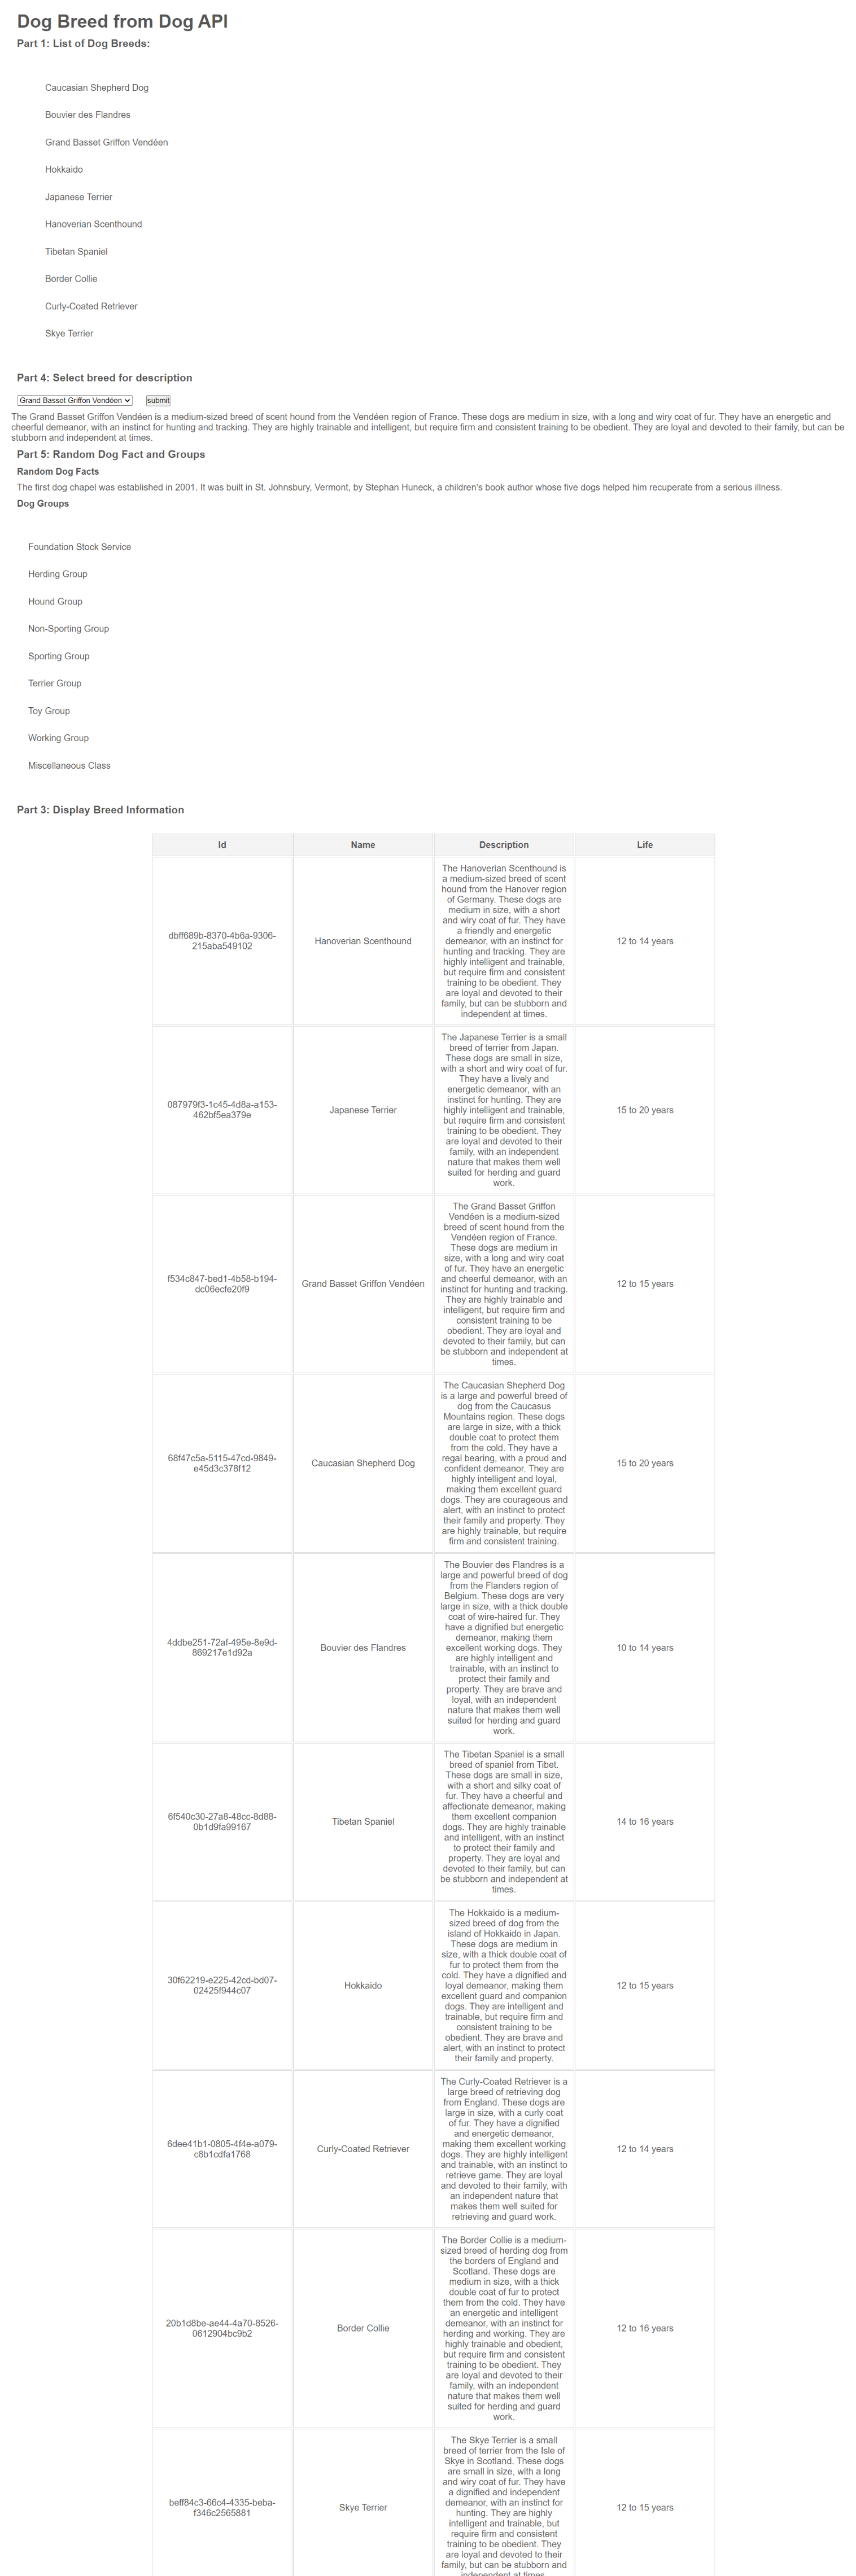 Dog Breed from Dog API
Part 1: List of Dog Breeds:
Caucasian Shepherd Dog
Bouvier des Flandres
Grand Basset Griffon Vendéen
Hokkaido
Japanese Terrier
Hanoverian Scenthound
Tibetan Spaniel
Border Collie
Curly-Coated Retriever
Skye Terrier
Part 4: Select breed for description
Grand Basset Griffon Vendéen submit
The Grand Basset Griffon Vendéen is a medium-sized breed of scent hound from the Vendéen region of France. These dogs are medium in size, with a long and wiry coat of fur. They have an energetic and
cheerful demeanor, with an instinct for hunting and tracking. They are highly trainable and intelligent, but require firm and consistent training to be obedient. They are loyal and devoted to their family, but can be
stubborn and independent at times.
Part 5: Random Dog Fact and Groups
Random Dog Facts
The first dog chapel was established in 2001. It was built in St. Johnsbury, Vermont, by Stephan Huneck, a children's book author whose five dogs helped him recuperate from a serious illness.
Dog Groups
Foundation Stock Service
Herding Group
Hound Group
Non-Sporting Group
Sporting Group
Terrier Group
Toy Group
Working Group
Miscellaneous Class
Part 3: Display Breed Information
Id Name Description Life
dbff689b-8370-4b6a-9306-
215aba549102
Hanoverian Scenthound
The Hanoverian Scenthound is
a medium-sized breed of scent
hound from the Hanover region
of Germany. These dogs are
medium in size, with a short
and wiry coat of fur. They have
a friendly and energetic
demeanor, with an instinct for
hunting and tracking. They are
highly intelligent and trainable,
but require firm and consistent
training to be obedient. They
are loyal and devoted to their
family, but can be stubborn and
independent at times.
12 to 14 years
087979f3-1c45-4d8a-a153-
462bf5ea379e
Japanese Terrier
The Japanese Terrier is a small
breed of terrier from Japan.
These dogs are small in size,
with a short and wiry coat of fur.
They have a lively and
energetic demeanor, with an
instinct for hunting. They are
highly intelligent and trainable,
but require firm and consistent
training to be obedient. They
are loyal and devoted to their
family, with an independent
nature that makes them well
suited for herding and guard
work.
15 to 20 years
f534c847-bed1-4b58-b194-
dc06ecfe20f9
Grand Basset Griffon Vendéen
The Grand Basset Griffon
Vendéen is a medium-sized
breed of scent hound from the
Vendéen region of France.
These dogs are medium in
size, with a long and wiry coat
of fur. They have an energetic
and cheerful demeanor, with an
instinct for hunting and tracking.
They are highly trainable and
intelligent, but require firm and
consistent training to be
obedient. They are loyal and
devoted to their family, but can
be stubborn and independent at
times.
12 to 15 years
68f47c5a-5115-47cd-9849-
e45d3c378f12
Caucasian Shepherd Dog
The Caucasian Shepherd Dog
is a large and powerful breed of
dog from the Caucasus
Mountains region. These dogs
are large in size, with a thick
double coat to protect them
from the cold. They have a
regal bearing, with a proud and
confident demeanor. They are
highly intelligent and loyal,
making them excellent guard
dogs. They are courageous and
alert, with an instinct to protect
their family and property. They
are highly trainable, but require
firm and consistent training.
15 to 20 years
4ddbe251-72af-495e-8e9d-
869217e1d92a
Bouvier des Flandres
The Bouvier des Flandres is a
large and powerful breed of dog
from the Flanders region of
Belgium. These dogs are very
large in size, with a thick double
coat of wire-haired fur. They
have a dignified but energetic
demeanor, making them
excellent working dogs. They
are highly intelligent and
trainable, with an instinct to
protect their family and
property. They are brave and
loyal, with an independent
nature that makes them well
suited for herding and guard
work.
10 to 14 years
6f540c30-27a8-48cc-8d88-
0b1d9fa99167
Tibetan Spaniel
The Tibetan Spaniel is a small
breed of spaniel from Tibet.
These dogs are small in size,
with a short and silky coat of
fur. They have a cheerful and
affectionate demeanor, making
them excellent companion
dogs. They are highly trainable
and intelligent, with an instinct
to protect their family and
property. They are loyal and
devoted to their family, but can
be stubborn and independent at
times.
14 to 16 years
30f62219-e225-42cd-bd07-
02425f944c07
Hokkaido
The Hokkaido is a medium-
sized breed of dog from the
island of Hokkaido in Japan.
These dogs are medium in
size, with a thick double coat of
fur to protect them from the
cold. They have a dignified and
loyal demeanor, making them
excellent guard and companion
dogs. They are intelligent and
trainable, but require firm and
consistent training to be
obedient. They are brave and
alert, with an instinct to protect
their family and property.
12 to 15 years
6dee41b1-0805-4f4e-a079-
c8b1cdfa1768
Curly-Coated Retriever
The Curly-Coated Retriever is a
large breed of retrieving dog
from England. These dogs are
large in size, with a curly coat
of fur. They have a dignified
and energetic demeanor,
making them excellent working
dogs. They are highly intelligent
and trainable, with an instinct to
retrieve game. They are loyal
and devoted to their family, with
an independent nature that
makes them well suited for
retrieving and guard work.
12 to 14 years
20b1d8be-ae44-4a70-8526-
0612904bc9b2
Border Collie
The Border Collie is a medium-
sized breed of herding dog from
the borders of England and
Scotland. These dogs are
medium in size, with a thick
double coat of fur to protect
them from the cold. They have
an energetic and intelligent
demeanor, with an instinct for
herding and working. They are
highly trainable and obedient,
but require firm and consistent
training to be obedient. They
are loyal and devoted to their
family, with an independent
nature that makes them well
suited for herding and guard
work.
12 to 16 years
beff84c3-66c4-4335-beba-
f346c2565881
Skye Terrier
The Skye Terrier is a small
breed of terrier from the Isle of
Skye in Scotland. These dogs
are small in size, with a long
and wiry coat of fur. They have
a dignified and independent
demeanor, with an instinct for
hunting. They are highly
intelligent and trainable, but
require firm and consistent
training to be obedient. They
are loyal and devoted to their
family, but can be stubborn and
independent at times.
12 to 15 years